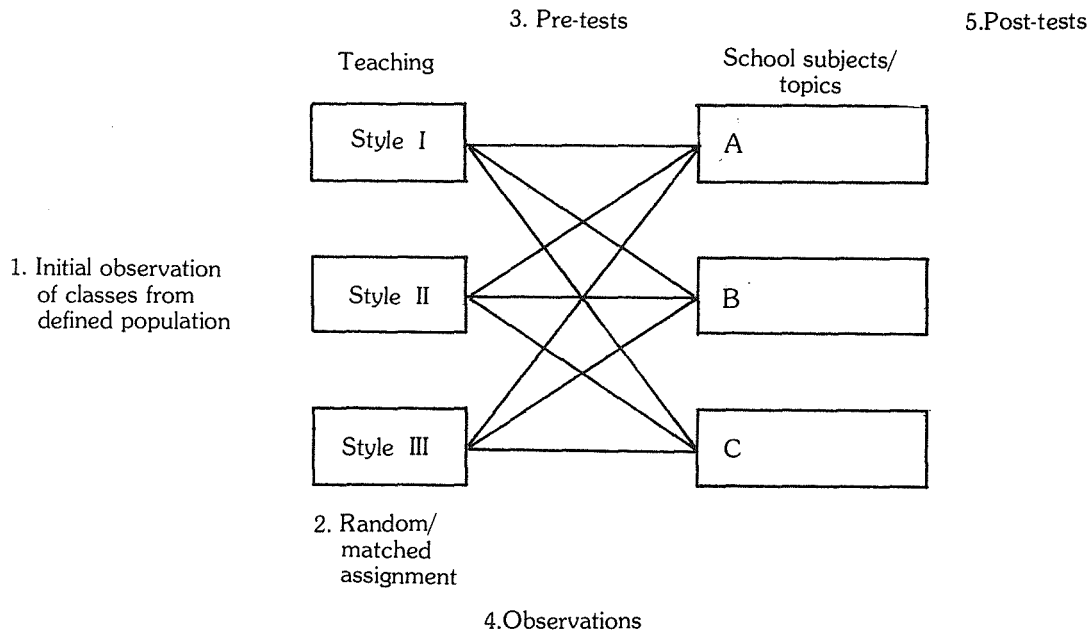 3. Pre-tests
5.Post-tests
Teaching
School subjects/
topics
Style I
A
1. Initial observation
of classes from
defined population
Style II
B
Style III
C
2. Random/
matched
assignment
4.Observations